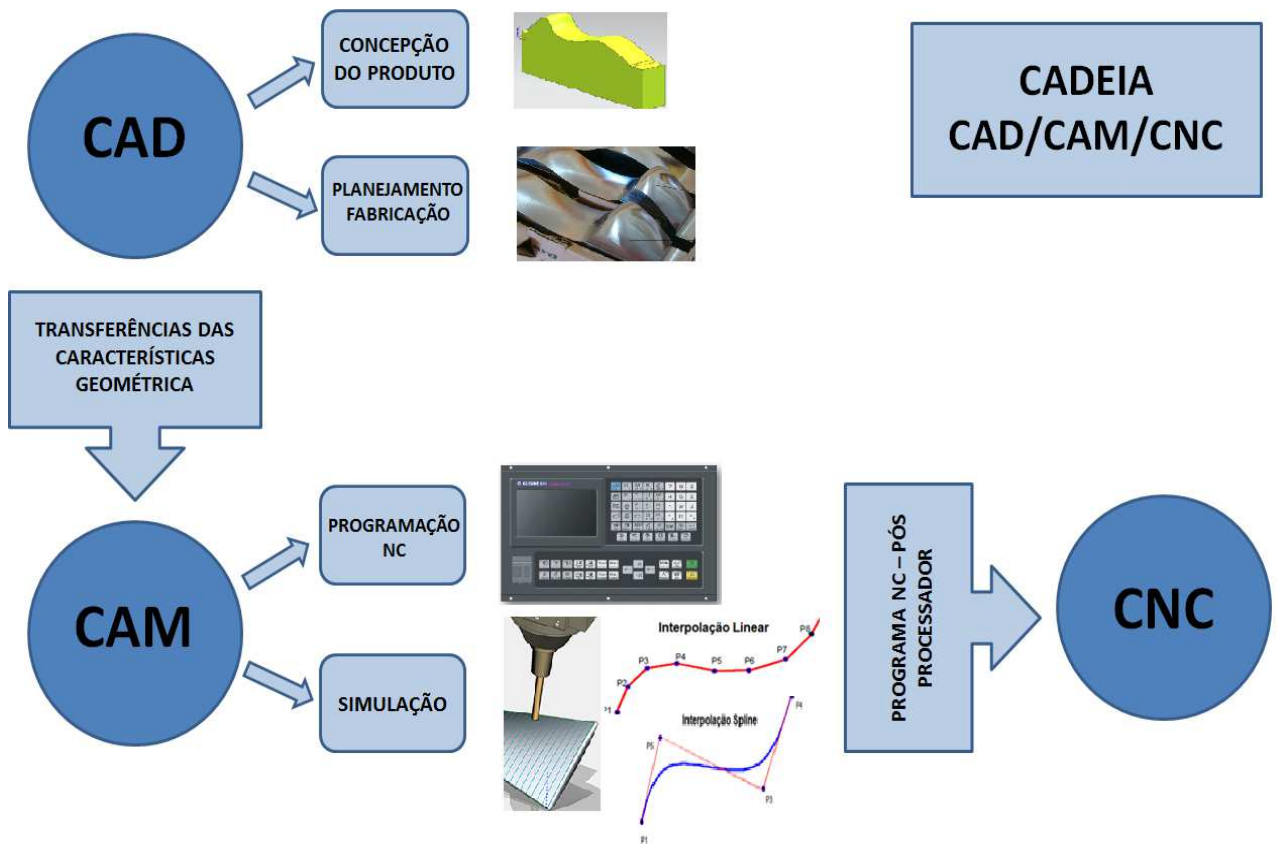 CAD
CONCEPÇÃO
DO PRODUTO
PLANEJAMENTO
FABRICAÇÃO
CADEIA
CAD/CAM/CNC
TRANSFERÊNCIAS DAS
CARACTERÍSTICAS
GEOMÉTRICA
CAM
PROGRAMAÇÃO
NC
SIMULAÇÃO
Interpolação Linear
P1
P2
P3
P4
P5
P6
P7
P8
Interpolação Spline
P1
P5
P3
P4
PROGRAMA NC – PÓS
PROCESSADOR
CNC